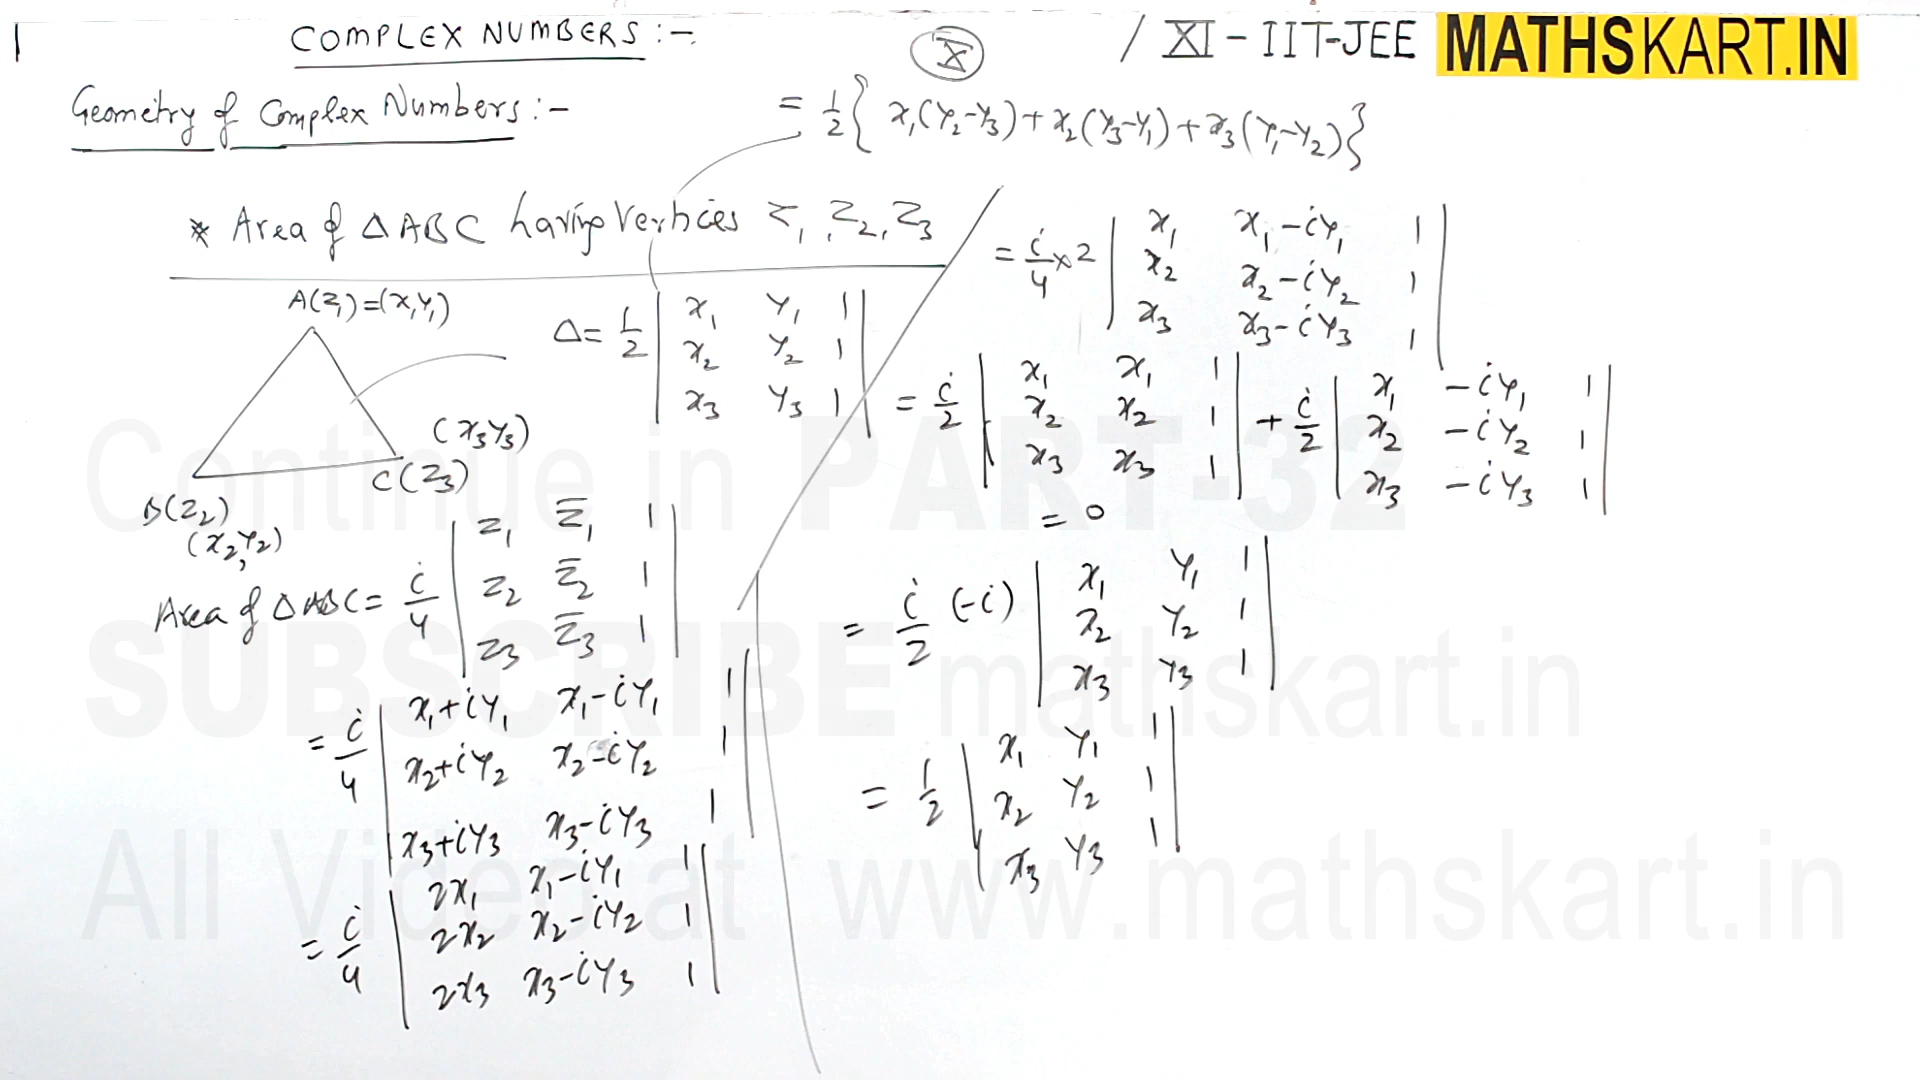 1
COMPLEX NUMBERS :-
X
/ XI - IIT-JEE MATHSKART.IN
Geometry of Complex Numbers :-
= 1/2 { x₁(y₂-y₃) + x₂(y₃-y₁) + x₃(y₁-y₂) }
* Area of △ ABC having Vertices z₁, z₂, z₃
A(z₁)=(x₁y₁)
B(z₂)
(x₂,y₂)
(x₃y₃)
C(z₃)
Δ= 1/2 | x₁ y₁ 1 |
| x₂ y₂ 1 |
| x₃ y₃ 1 |
Area of △ ABC = i/4 | z₁ z̅₁ 1 |
| z₂ z̅₂ 1 |
| z₃ z̅₃ 1 |
= i/4 | x₁+iy₁ x₁-iy₁ 1 |
| x₂+iy₂ x₂-iy₂ 1 |
| x₃+iy₃ x₃-iy₃ 1 |
= i/4 | 2x₁ x₁-iy₁ 1 |
| 2x₂ x₂-iy₂ 1 |
| 2x₃ x₃-iy₃ 1 |
= i/4 x2 | x₁ x₁-iy₁ 1 |
| x₂ x₂-iy₂ 1 |
| x₃ x₃-iy₃ 1 |
= i/2 | x₁ x₁ 1 | + i/2 | x₁ -iy₁ 1 |
| x₂ x₂ 1 | | x₂ -iy₂ 1 |
| x₃ x₃ 1 | | x₃ -iy₃ 1 |
= 0
= i/2 (-i) | x₁ y₁ 1 |
| x₂ y₂ 1 |
| x₃ y₃ 1 |
= 1/2 | x₁ y₁ 1 |
| x₂ y₂ 1 |
| x₃ y₃ 1 |
Continue in PART-32
SUBSCRIBE mathskart.in
All Video at www.mathskart.in